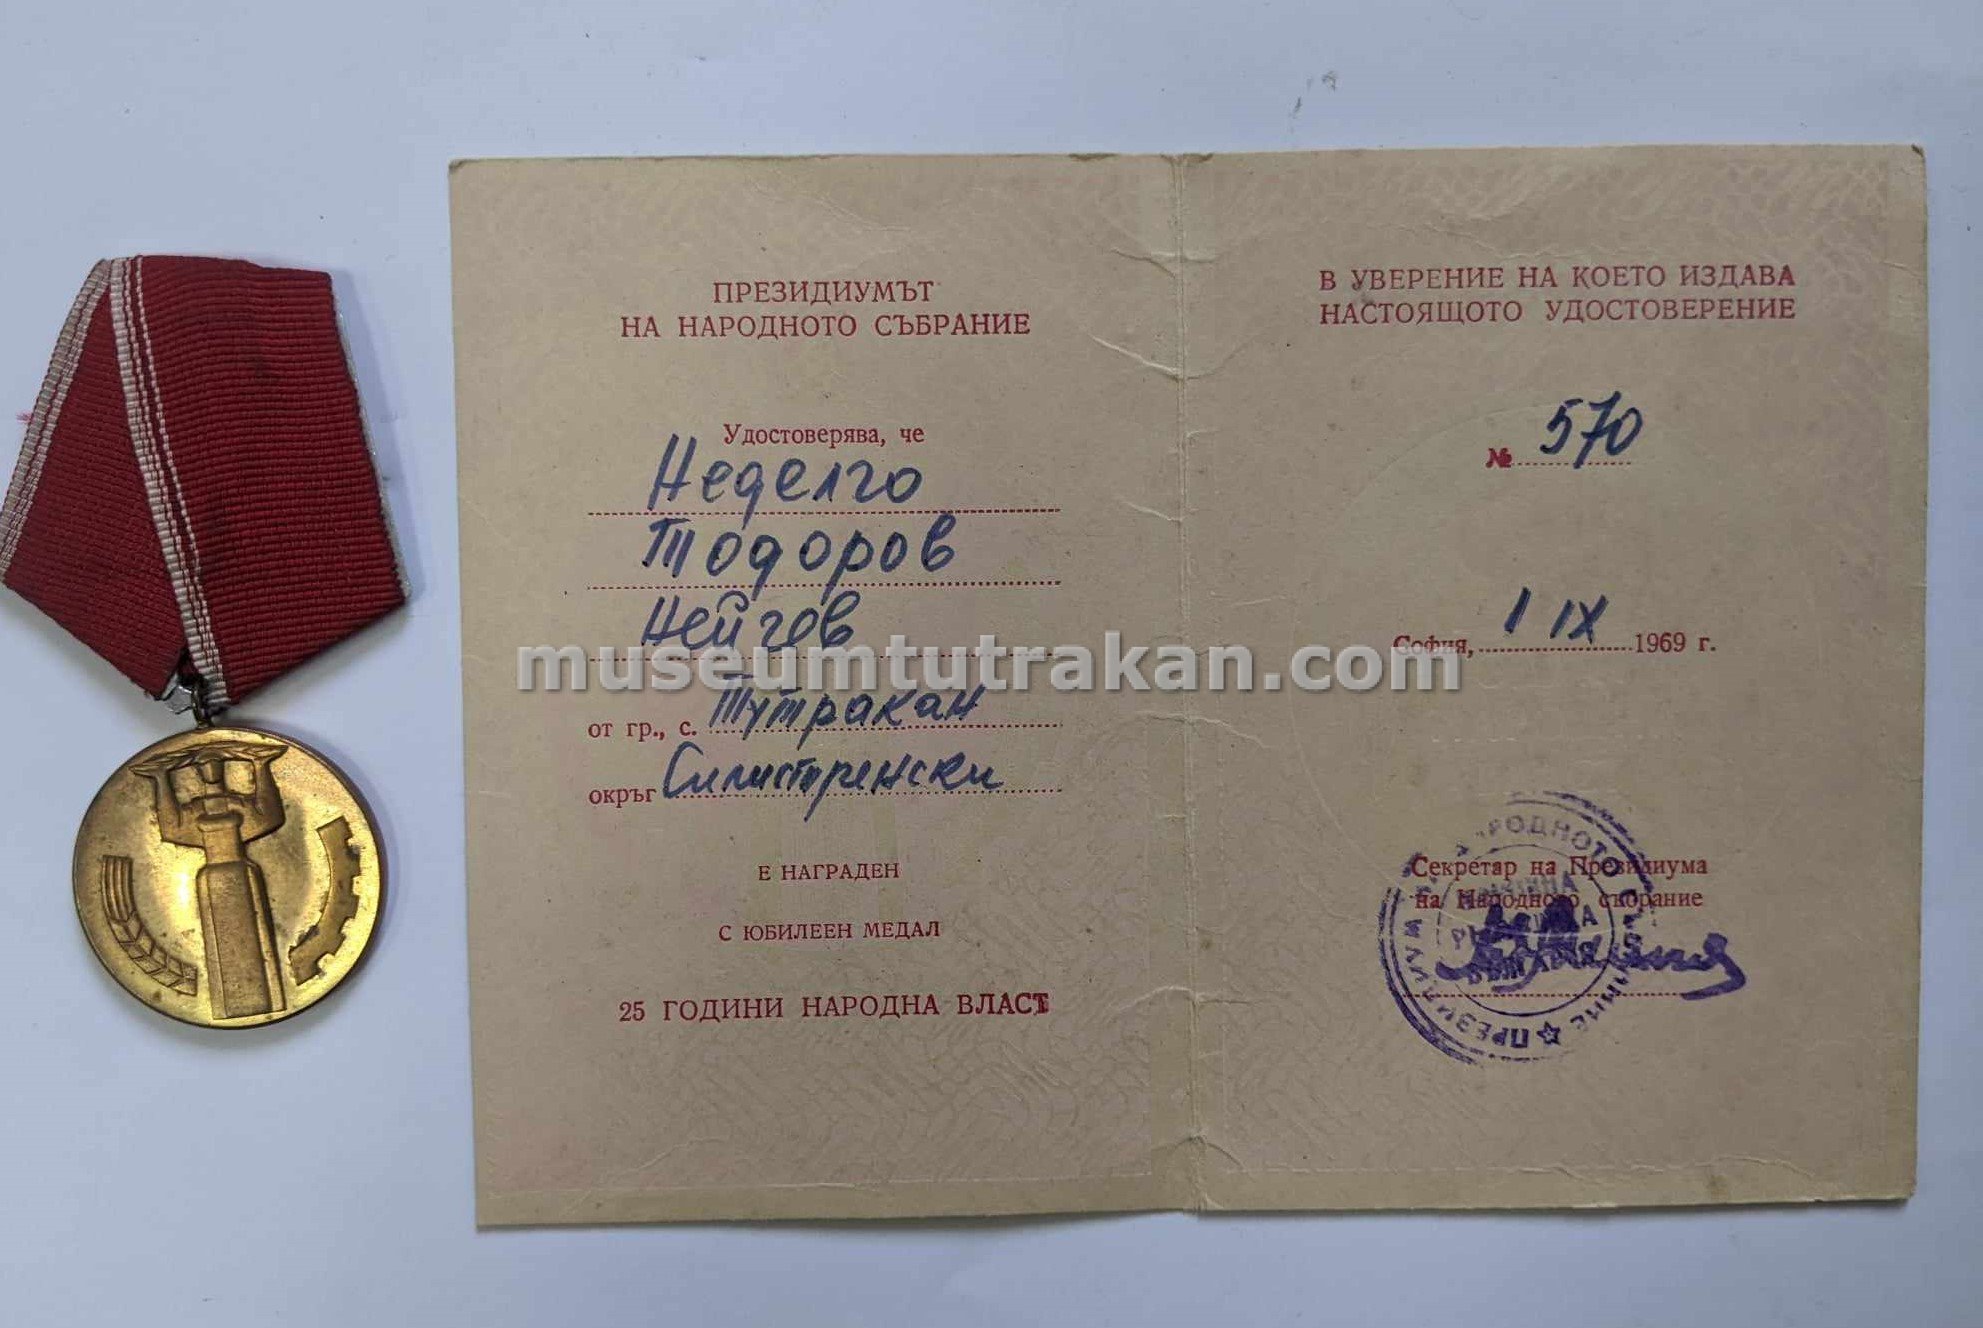 ПРЕЗИДИУМЪТ
НА НАРОДНОТО СЪБРАНИЕ
Удостоверява, че
Неделчо
Тодоров
Нейчев
от гр., с. Тутракан
окръг Силистренски
Е НАГРАДЕН
С ЮБИЛЕЕН МЕДАЛ
25 ГОДИНИ НАРОДНА ВЛАСТ
В УВЕРЕНИЕ НА КОЕТО ИЗДАВА
НАСТОЯЩОТО УДОСТОВЕРЕНИЕ
№ 570
София, 1 IX 1969 г.
Секретар на Президиума
на Народното събрание
museumtutrakan.com